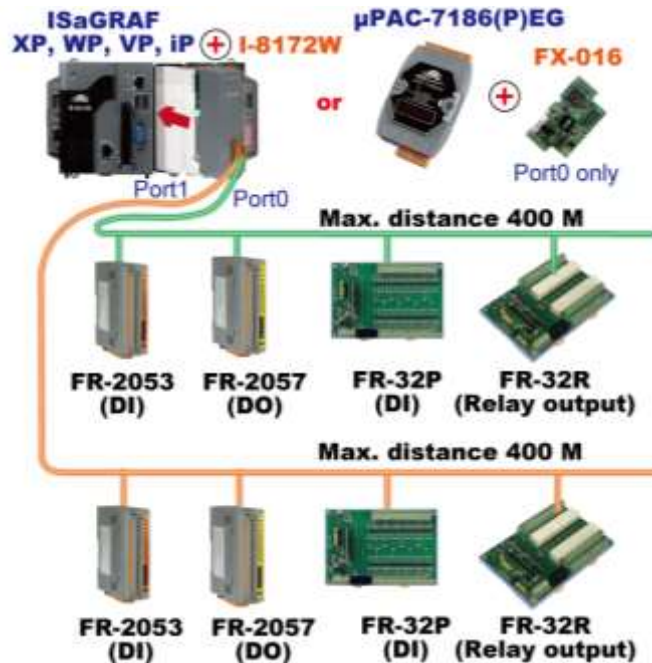 ISaGRAF
XP, WP, VP, iP + I-8172W
or
µPAC-7186(P)EG
+
FX-016
Port0 only
Port1
Port0
Max. distance 400 M
FR-2053
(DI)
FR-2057
(DO)
FR-32P
(DI)
FR-32R
(Relay output)
Max. distance 400 M
FR-2053
(DI)
FR-2057
(DO)
FR-32P
(DI)
FR-32R
(Relay output)